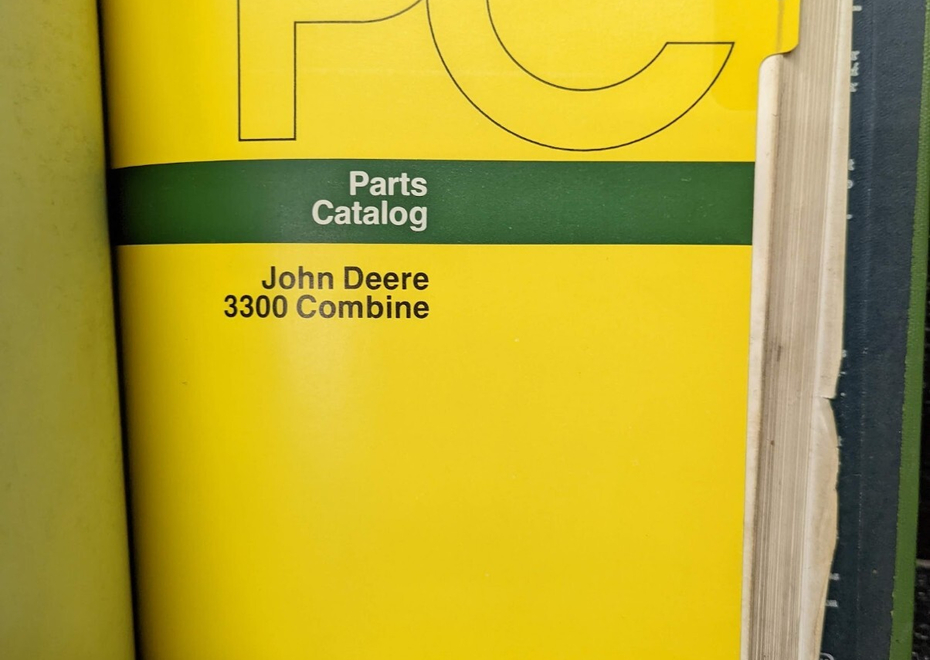 PC
Parts
Catalog
John Deere
3300 Combine